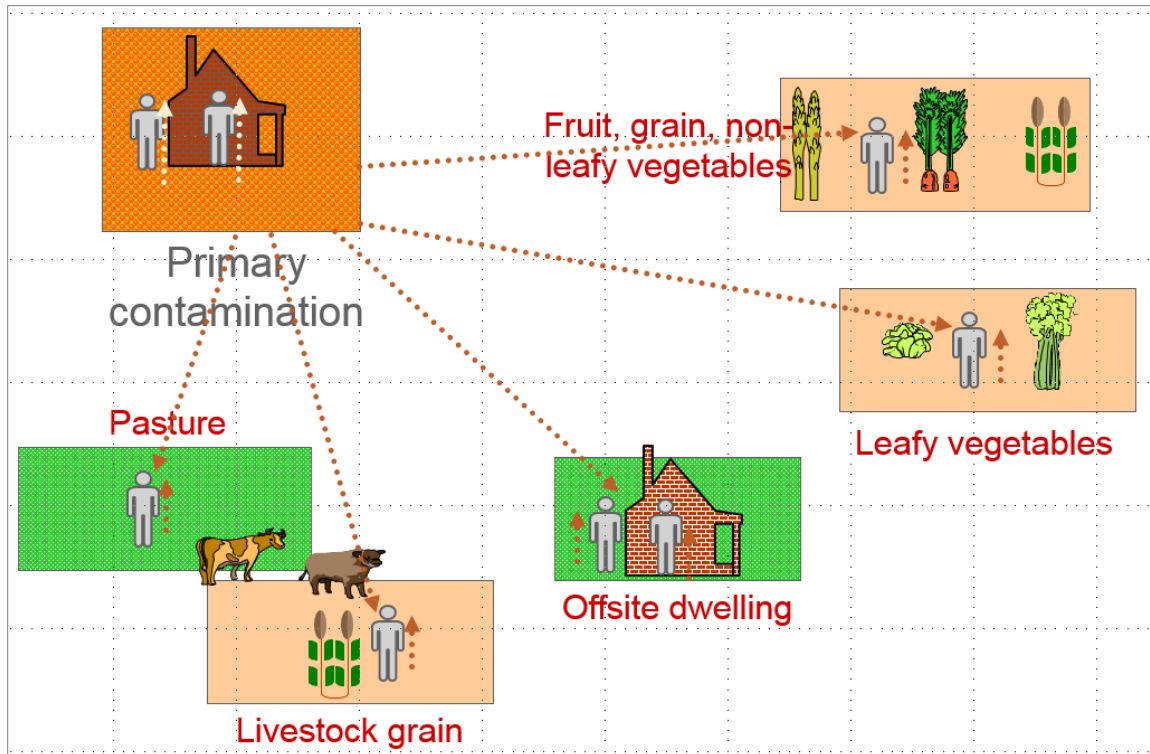 Fruit, grain, non-
leafy vegetables
Primary
contamination
Pasture
Leafy vegetables
Offsite dwelling
Livestock grain